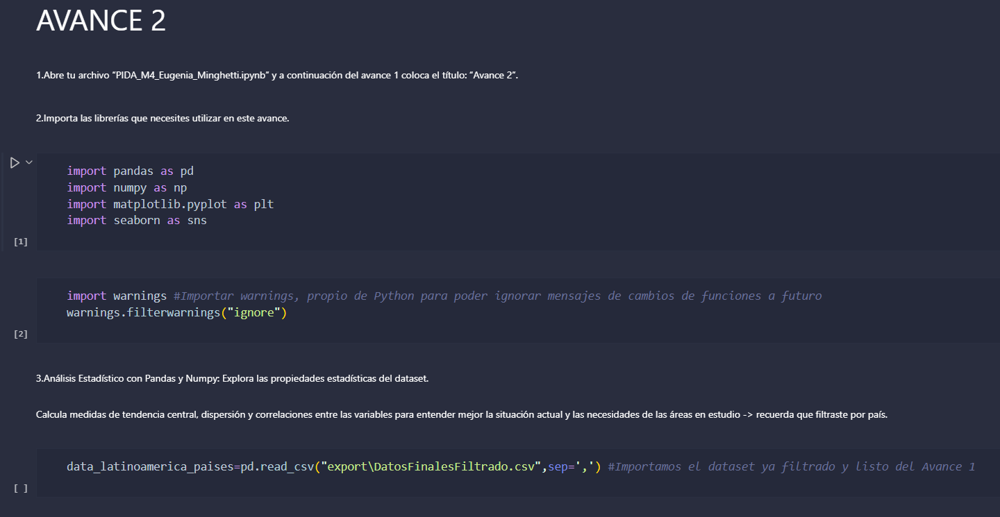 AVANCE 2
1.Abre tu archivo “PIDA_M4_Eugenia_Minghetti.ipynb” y a continuación del avance 1 coloca el título: “Avance 2”.
2.Importa las librerías que necesites utilizar en este avance.
import pandas as pd
import numpy as np
import matplotlib.pyplot as plt
import seaborn as sns
[1]
import warnings #Importar warnings, propio de Python para poder ignorar mensajes de cambios de funciones a futuro
warnings.filterwarnings("ignore")
[2]
3.Análisis Estadístico con Pandas y Numpy: Explora las propiedades estadísticas del dataset.
Calcula medidas de tendencia central, dispersión y correlaciones entre las variables para entender mejor la situación actual y las necesidades de las áreas en estudio -> recuerda que filtraste por país.
data_latinoamerica_paises=pd.read_csv("export\DatosFinalesFiltrado.csv",sep=',') #Importamos el dataset ya filtrado y listo del Avance 1
[ ]